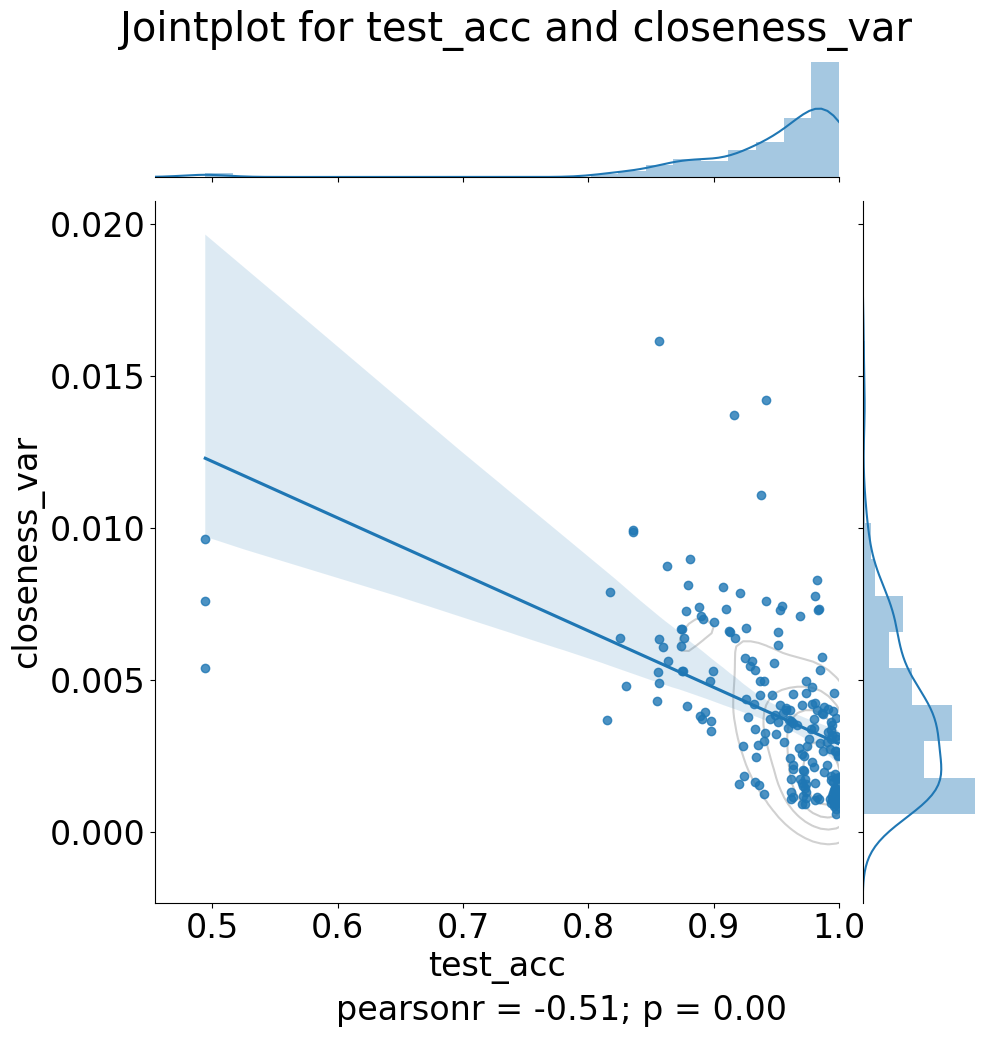 Jointplot for test_acc and closeness_var
closeness_var
0.020
0.015
0.010
0.005
0.000
0.5 0.6 0.7 0.8 0.9 1.0
test_acc
pearsonr = -0.51; p = 0.00